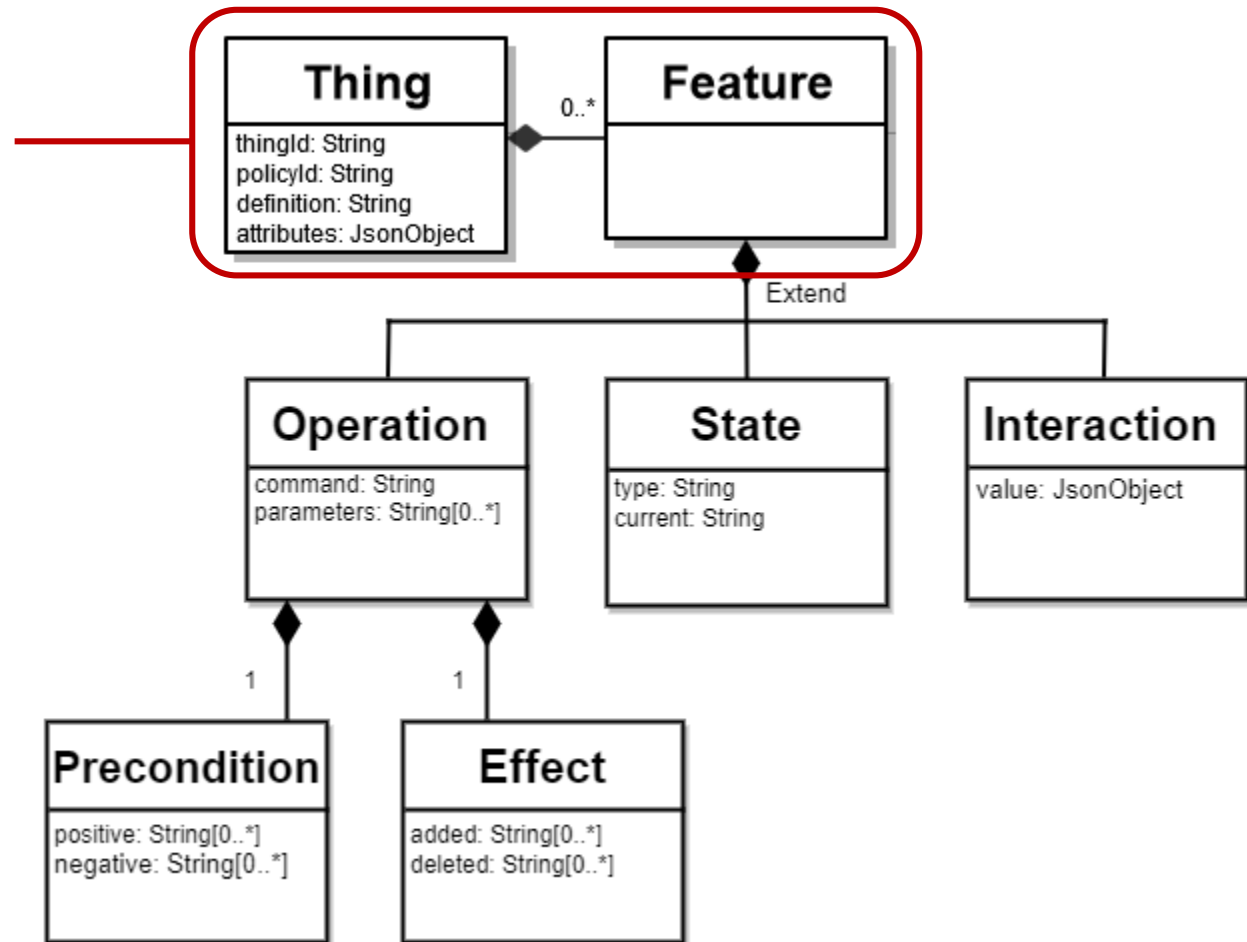 Thing
thingId: String
policyId: String
definition: String
attributes: JsonObject
0..*
Feature
Extend
Operation
command: String
parameters: String[0..*]
State
type: String
current: String
Interaction
value: JsonObject
1
1
Precondition
positive: String[0..*]
negative: String[0..*]
Effect
added: String[0..*]
deleted: String[0..*]